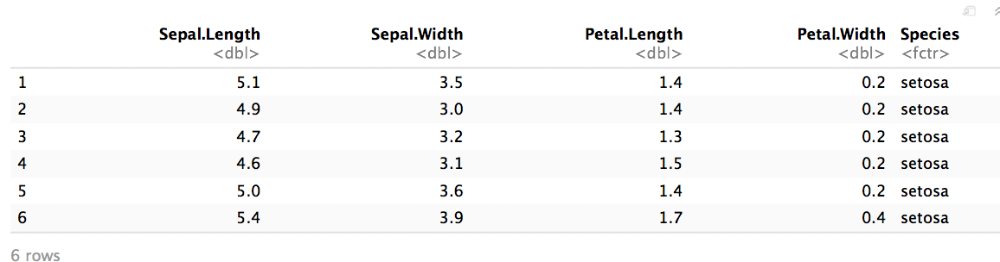 Sepal.Length Sepal.Width Petal.Length Petal.Width Species
<dbl> <dbl> <dbl> <dbl> <fctr>
1 5.1 3.5 1.4 0.2 setosa
2 4.9 3.0 1.4 0.2 setosa
3 4.7 3.2 1.3 0.2 setosa
4 4.6 3.1 1.5 0.2 setosa
5 5.0 3.6 1.4 0.2 setosa
6 5.4 3.9 1.7 0.4 setosa
6 rows